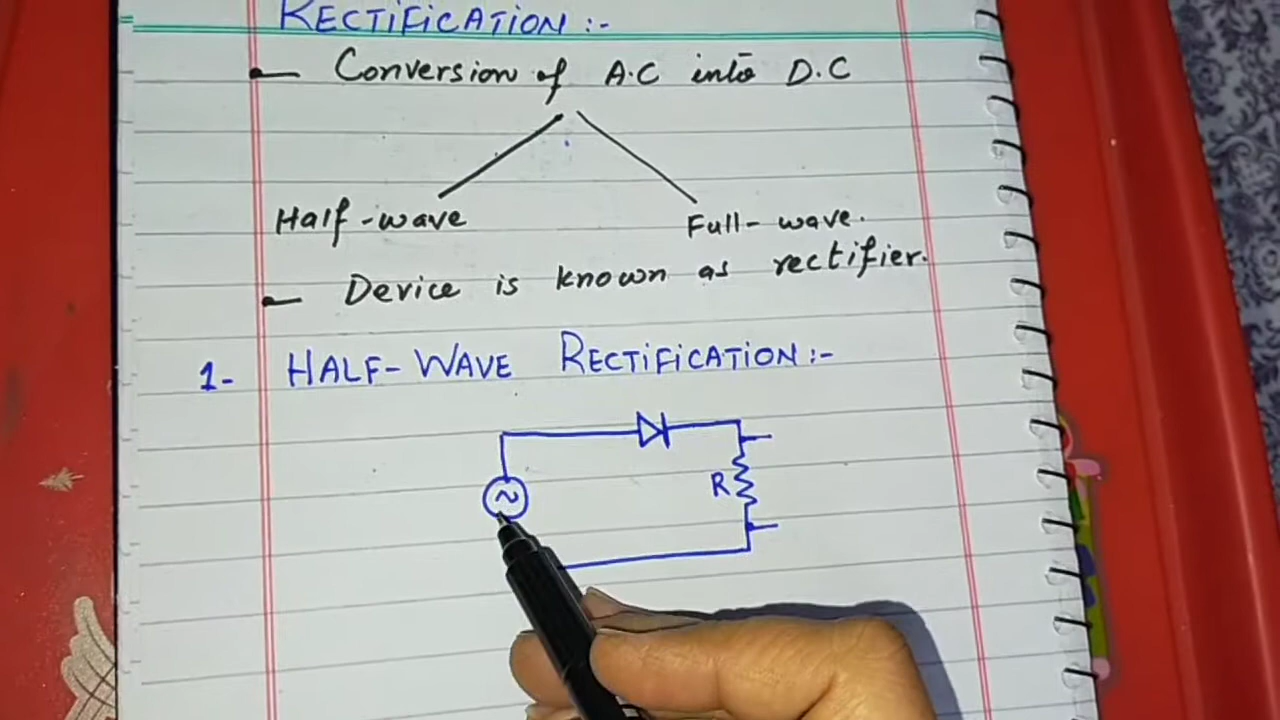 RECTIFICATION :-
Conversion of A.C into D.C
Half-wave Full-wave.
Device is known as rectifier.
1- HALF-WAVE RECTIFICATION :-
~
R